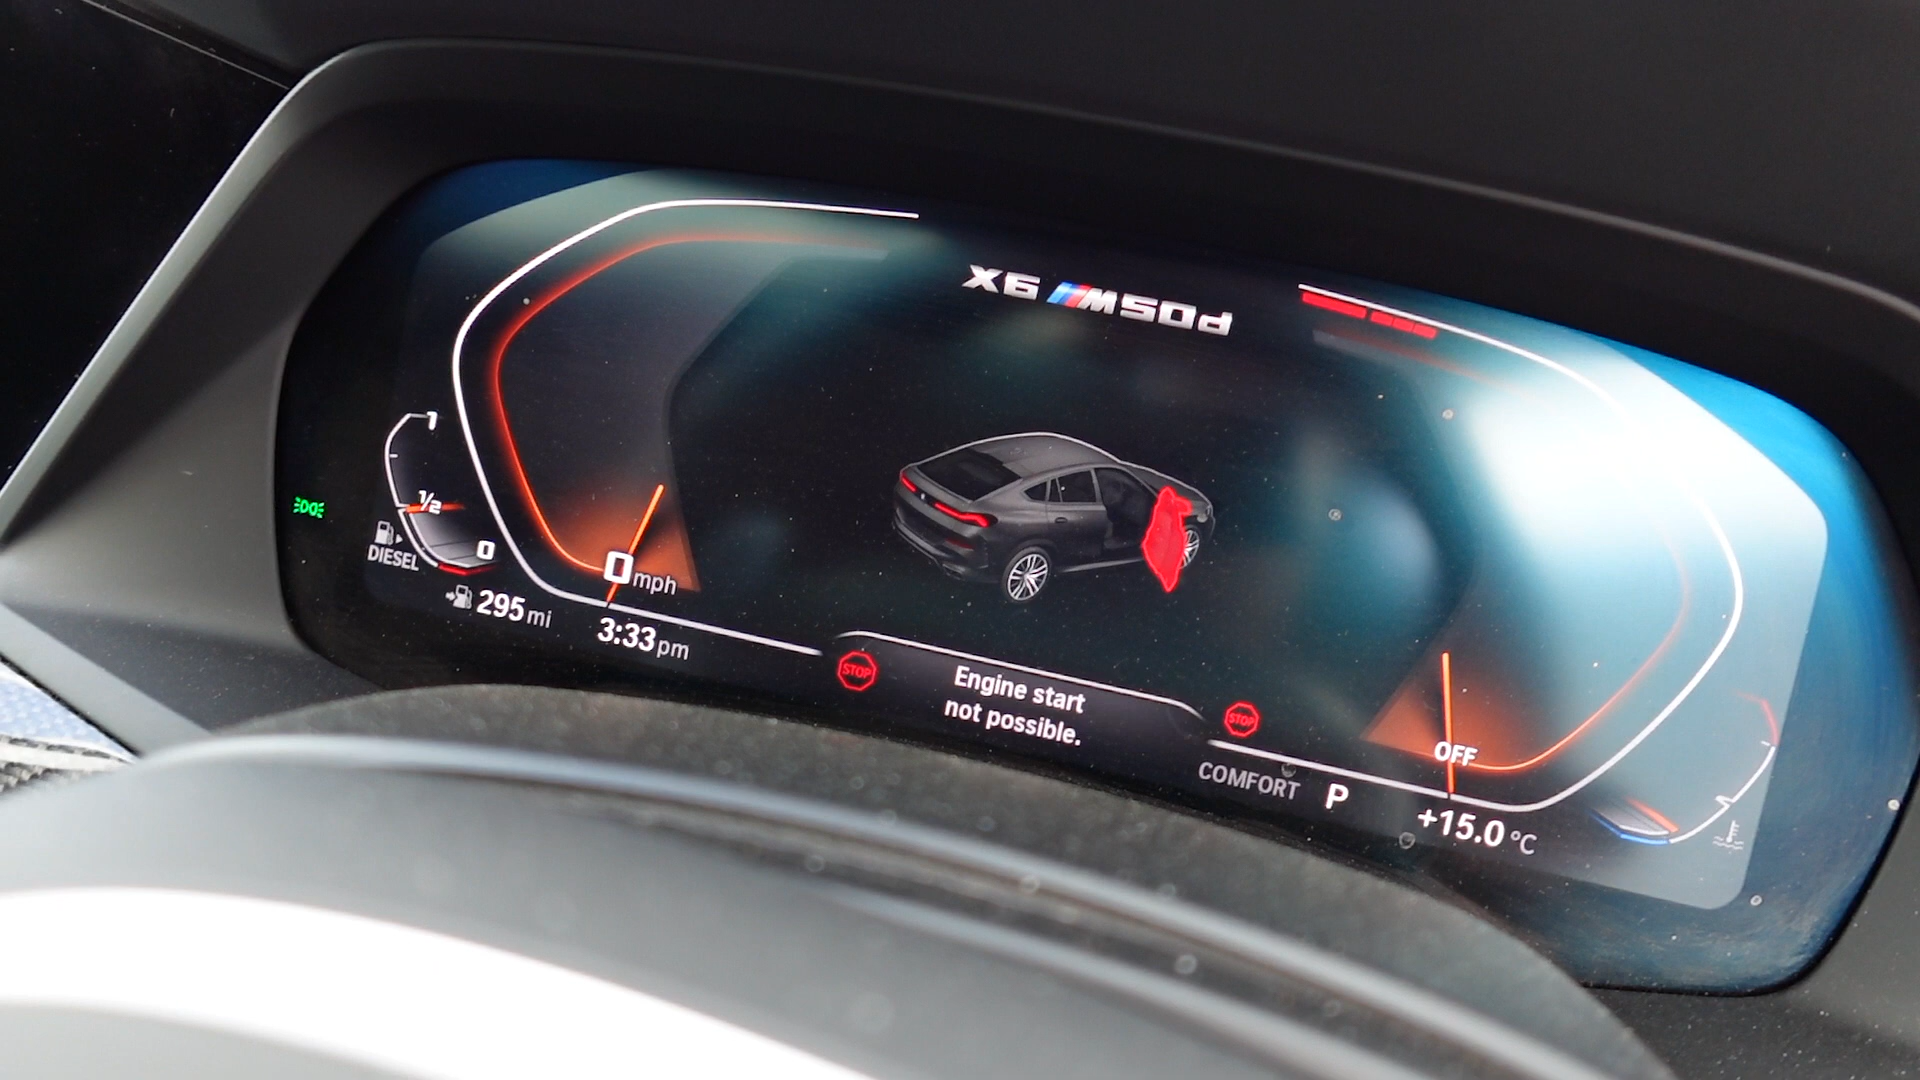 X6 M50d
1
1/2
0
DIESEL
295 mi
0 mph
3:33 pm
STOP
Engine start
not possible.
STOP
COMFORT P
OFF
+15.0 °C